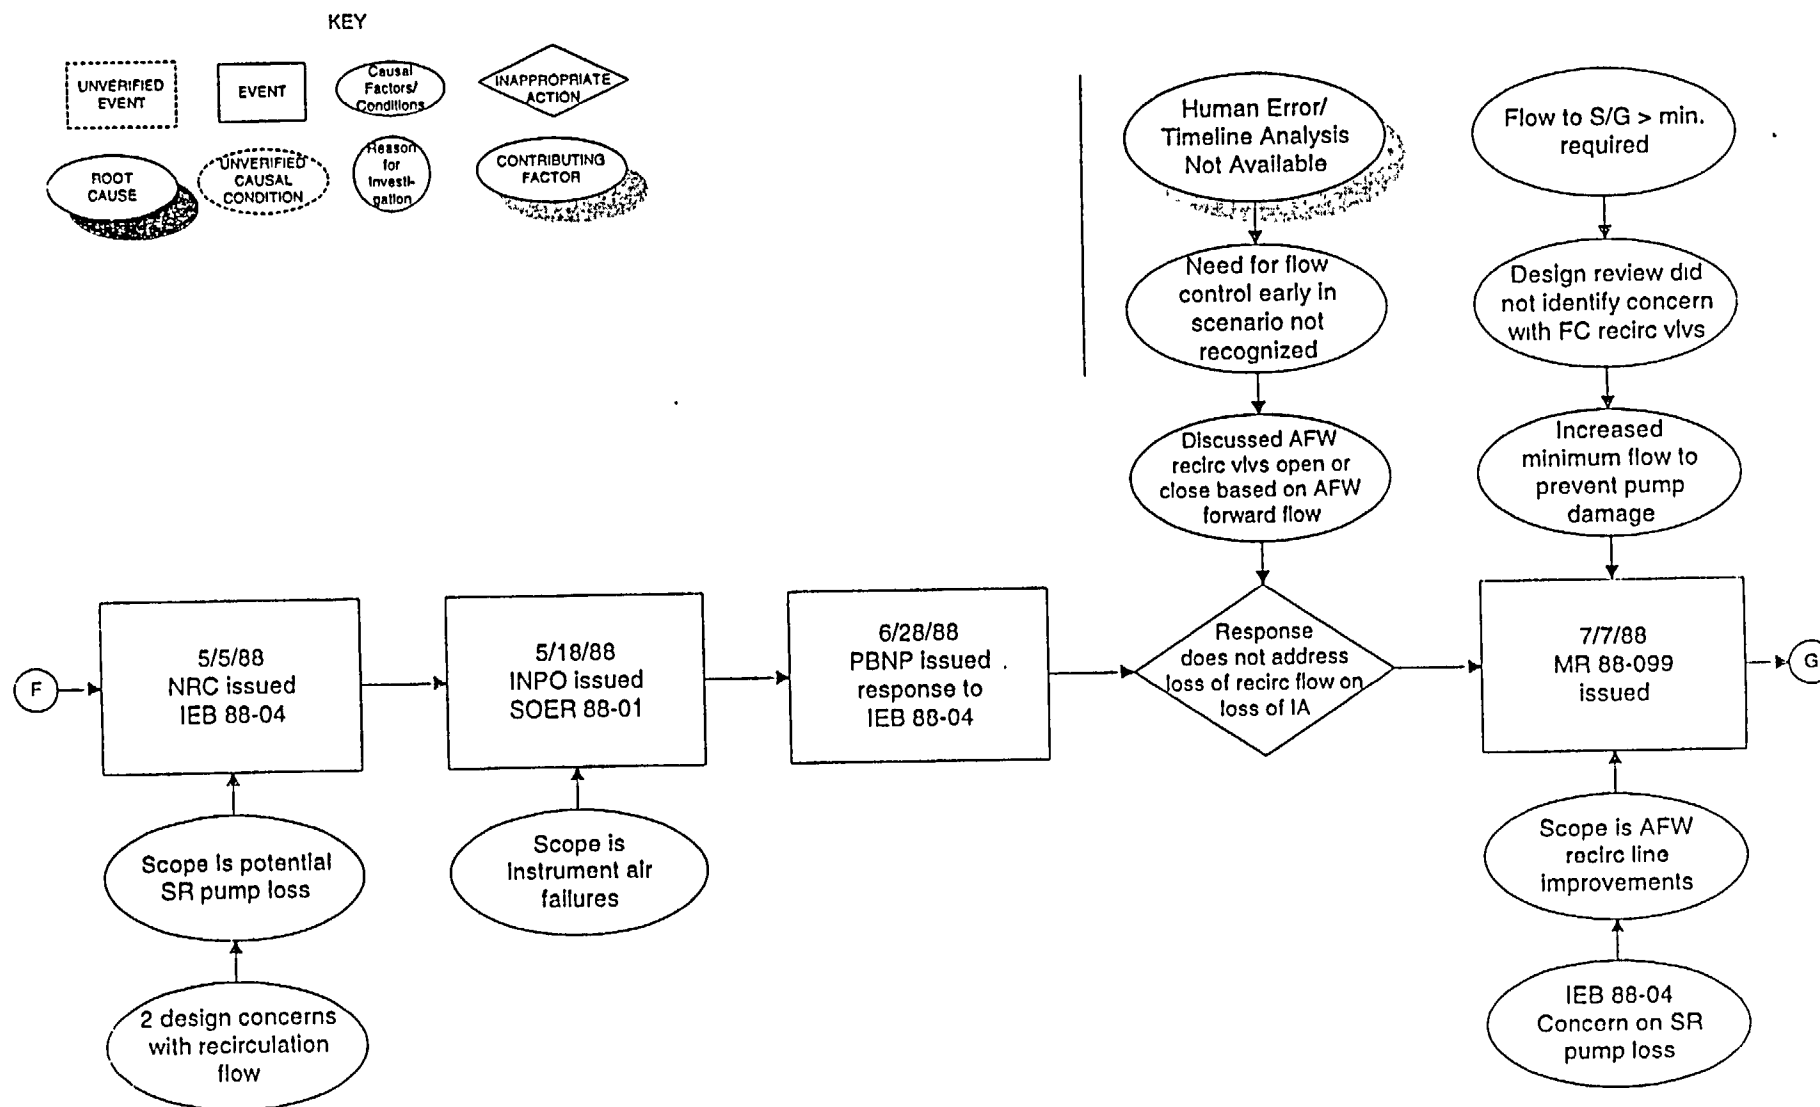 KEY
UNVERIFIED
EVENT
EVENT
Causal
Factors/
Conditions
INAPPROPRIATE
ACTION
ROOT
CAUSE
UNVERIFIED
CAUSAL
CONDITION
Reason
for
Investi-
gation
CONTRIBUTING
FACTOR
Human Error/
Timeline Analysis
Not Available
Need for flow
control early in
scenario not
recognized
Discussed AFW
recirc vlvs open or
close based on AFW
forward flow
Flow to S/G > min.
required
Design review did
not identify concern
with FC recirc vlvs
Increased
minimum flow to
prevent pump
damage
F
5/5/88
NRC issued
IEB 88-04
5/18/88
INPO issued
SOER 88-01
6/28/88
PBNP issued
response to
IEB 88-04
Response
does not address
loss of recirc flow on
loss of IA
7/7/88
MR 88-099
issued
G
Scope is potential
SR pump loss
2 design concerns
with recirculation
flow
Scope is
Instrument air
failures
Scope is AFW
recirc line
improvements
IEB 88-04
Concern on SR
pump loss